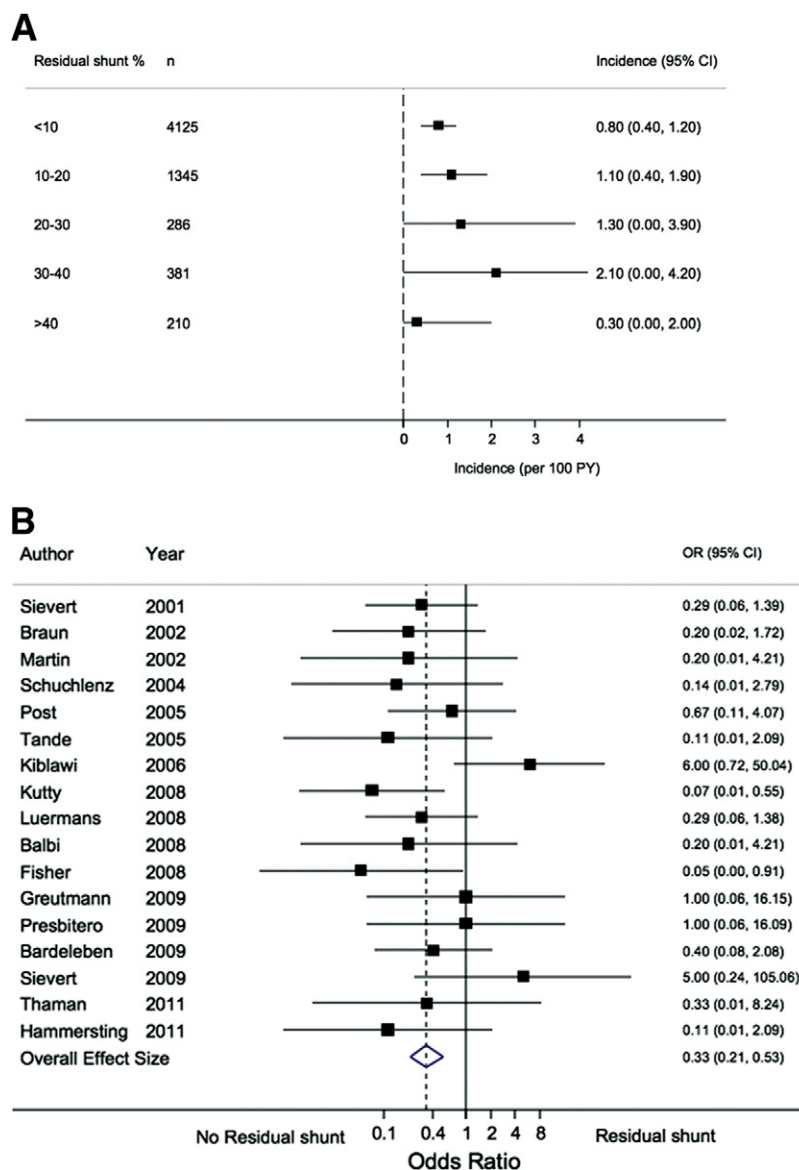 A
Residual shunt % n Incidence (95% CI)
<10 4125 0.80 (0.40, 1.20)
10-20 1345 1.10 (0.40, 1.90)
20-30 286 1.30 (0.00, 3.90)
30-40 381 2.10 (0.00, 4.20)
>40 210 0.30 (0.00, 2.00)
0 1 2 3 4
Incidence (per 100 PY)
B
Author Year OR (95% CI)
Sievert 2001 0.29 (0.06, 1.39)
Braun 2002 0.20 (0.02, 1.72)
Martin 2002 0.20 (0.01, 4.21)
Schuchlenz 2004 0.14 (0.01, 2.79)
Post 2005 0.67 (0.11, 4.07)
Tande 2005 0.11 (0.01, 2.09)
Kiblawi 2006 6.00 (0.72, 50.04)
Kutty 2008 0.07 (0.01, 0.55)
Luermans 2008 0.29 (0.06, 1.38)
Balbi 2008 0.20 (0.01, 4.21)
Fisher 2008 0.05 (0.00, 0.91)
Greutmann 2009 1.00 (0.06, 16.15)
Presbitero 2009 1.00 (0.06, 16.09)
Bardeleben 2009 0.40 (0.08, 2.08)
Sievert 2009 5.00 (0.24, 105.06)
Thaman 2011 0.33 (0.01, 8.24)
Hammersting 2011 0.11 (0.01, 2.09)
Overall Effect Size 0.33 (0.21, 0.53)
0.1 0.4 1 2 4 8
No Residual shunt Residual shunt
Odds Ratio